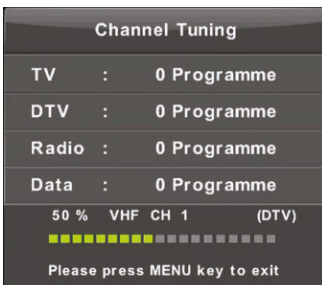 Channel Tuning
TV : 0 Programme
DTV : 0 Programme
Radio : 0 Programme
Data : 0 Programme
50 % VHF CH 1 (DTV)
Please press MENU key to exit